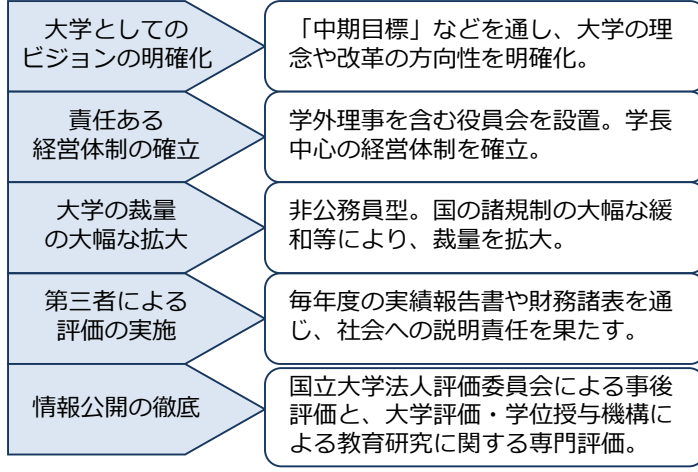 大学としての
ビジョンの明確化
「中期目標」などを通し、大学の理
念や改革の方向性を明確化。
責任ある
経営体制の確立
学外理事を含む役員会を設置。学長
中心の経営体制を確立。
大学の裁量
の大幅な拡大
非公務員型。国の諸規制の大幅な緩
和等により、裁量を拡大。
第三者による
評価の実施
毎年度の実績報告書や財務諸表を通
じ、社会への説明責任を果たす。
情報公開の徹底
国立大学法人評価委員会による事後
評価と、大学評価・学位授与機構に
よる教育研究に関する専門評価。